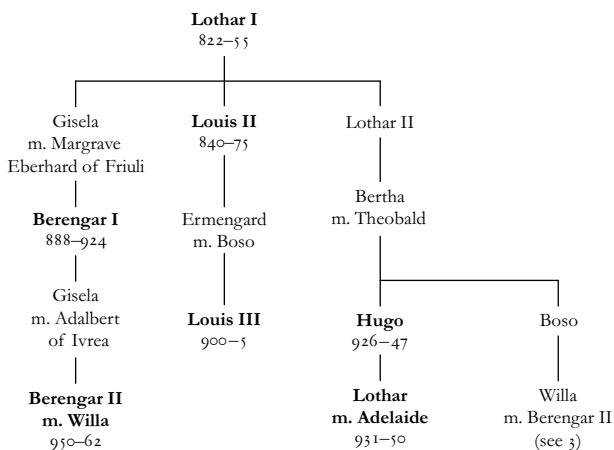 Lothar I
822–55
Gisela
m. Margrave
Eberhard of Friuli
Louis II
840–75
Lothar II
Bertha
m. Theobald
Berengar I
888–924
Ermengard
m. Boso
Gisela
m. Adalbert
of Ivrea
Louis III
900–5
Hugo
926–47
Boso
Berengar II
m. Willa
950–62
Lothar
m. Adelaide
931–50
Willa
m. Berengar II
(see 3)